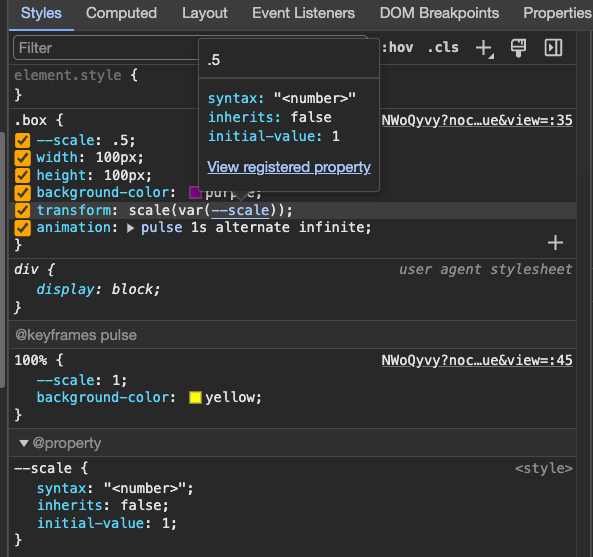 Styles Computed Layout Event Listeners DOM Breakpoints Properties
Filter :hov .cls
element.style {
}
.5
syntax: "<number>"
inherits: false
initial-value: 1
View registered property
.box { NWoQyvy?noc…ue&view=:35
--scale: .5;
width: 100px;
height: 100px;
background-color: purple;
transform: scale(var(--scale));
animation: pulse 1s alternate infinite;
}
div { user agent stylesheet
display: block;
}
@keyframes pulse
100% { NWoQyvy?noc…ue&view=:45
--scale: 1;
background-color: yellow;
}
@property
--scale { <style>
syntax: "<number>";
inherits: false;
initial-value: 1;
}